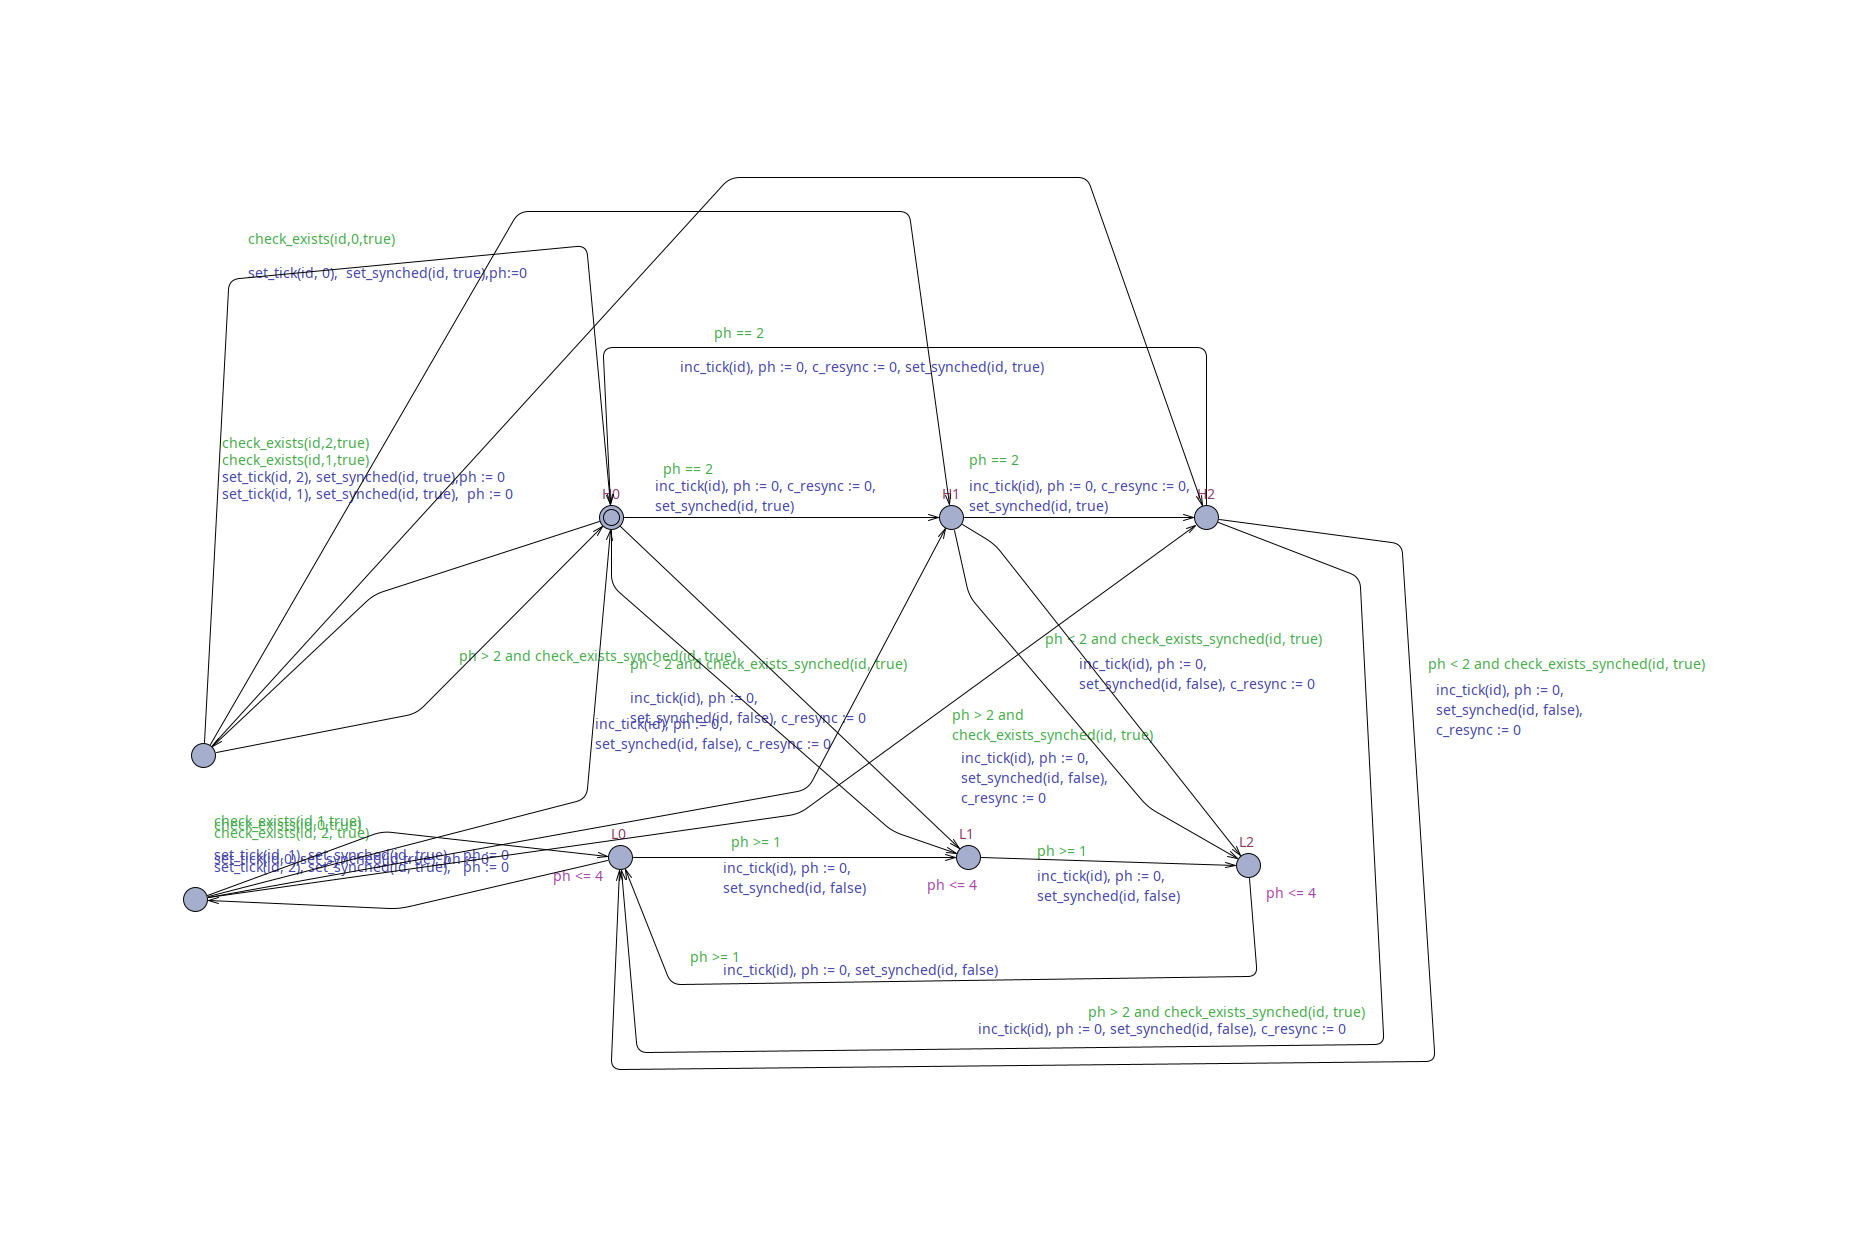 check_exists(id,0,true)
set_tick(id, 0),  set_synched(id, true),ph:=0
ph == 2
inc_tick(id), ph := 0, c_resync := 0, set_synched(id, true)
check_exists(id,2,true)
check_exists(id,1,true)
set_tick(id, 2), set_synched(id, true),ph := 0
set_tick(id, 1), set_synched(id, true),  ph := 0
H0
ph == 2
inc_tick(id), ph := 0, c_resync := 0,
set_synched(id, true)
H1
ph == 2
inc_tick(id), ph := 0, c_resync := 0,
set_synched(id, true)
H2
ph > 2 and check_exists_synched(id, true)
ph < 2 and check_exists_synched(id, true)
inc_tick(id), ph := 0,
set_synched(id, false), c_resync := 0
inc_tick(id), ph := 0,
set_synched(id, false), c_resync := 0
ph < 2 and check_exists_synched(id, true)
inc_tick(id), ph := 0,
set_synched(id, false), c_resync := 0
ph > 2 and
check_exists_synched(id, true)
inc_tick(id), ph := 0,
set_synched(id, false),
c_resync := 0
ph < 2 and check_exists_synched(id, true)
inc_tick(id), ph := 0,
set_synched(id, false),
c_resync := 0
check_exists(id,1,true)
check_exists(id,0,true)
check_exists(id, 2, true)
set_tick(id, 1), set_synched(id, true),   ph := 0
set_tick(id,0),set_synched(id,true), ph := 0
set_tick(id, 2), set_synched(id, true),   ph := 0
L0
ph <= 4
ph >= 1
inc_tick(id), ph := 0,
set_synched(id, false)
L1
ph <= 4
ph >= 1
inc_tick(id), ph := 0,
set_synched(id, false)
L2
ph <= 4
ph >= 1
inc_tick(id), ph := 0, set_synched(id, false)
ph > 2 and check_exists_synched(id, true)
inc_tick(id), ph := 0, set_synched(id, false), c_resync := 0